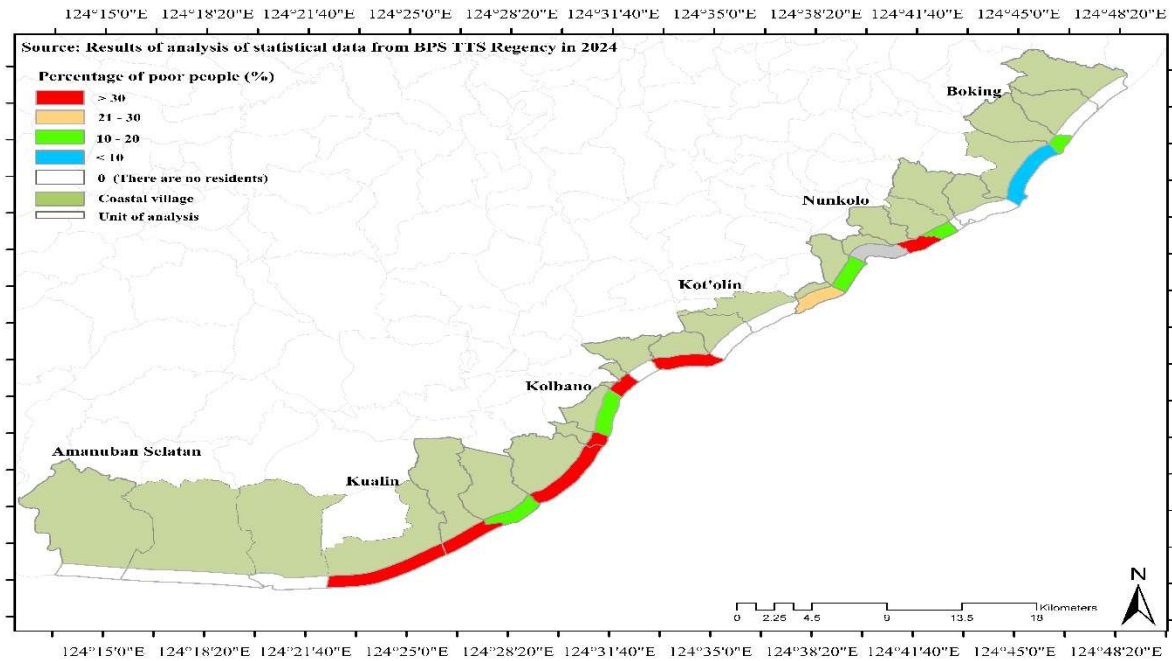 124°15'0"E 124°18'20"E 124°21'40"E 124°25'0"E 124°28'20"E 124°31'40"E 124°35'0"E 124°38'20"E 124°41'40"E 124°45'0"E 124°48'20"E
Source: Results of analysis of statistical data from BPS TTS Regency in 2024
Percentage of poor people (%)
> 30
21 - 30
10 - 20
< 10
0 (There are no residents)
Coastal village
Unit of analysis
Boking
Nunkolo
Kot'olin
Kolbano
Amanuban Selatan
Kualin
N
Kilometers
0 2.25 4.5 9 13.5 18
124°15'0"E 124°18'20"E 124°21'40"E 124°25'0"E 124°28'20"E 124°31'40"E 124°35'0"E 124°38'20"E 124°41'40"E 124°45'0"E 124°48'20"E